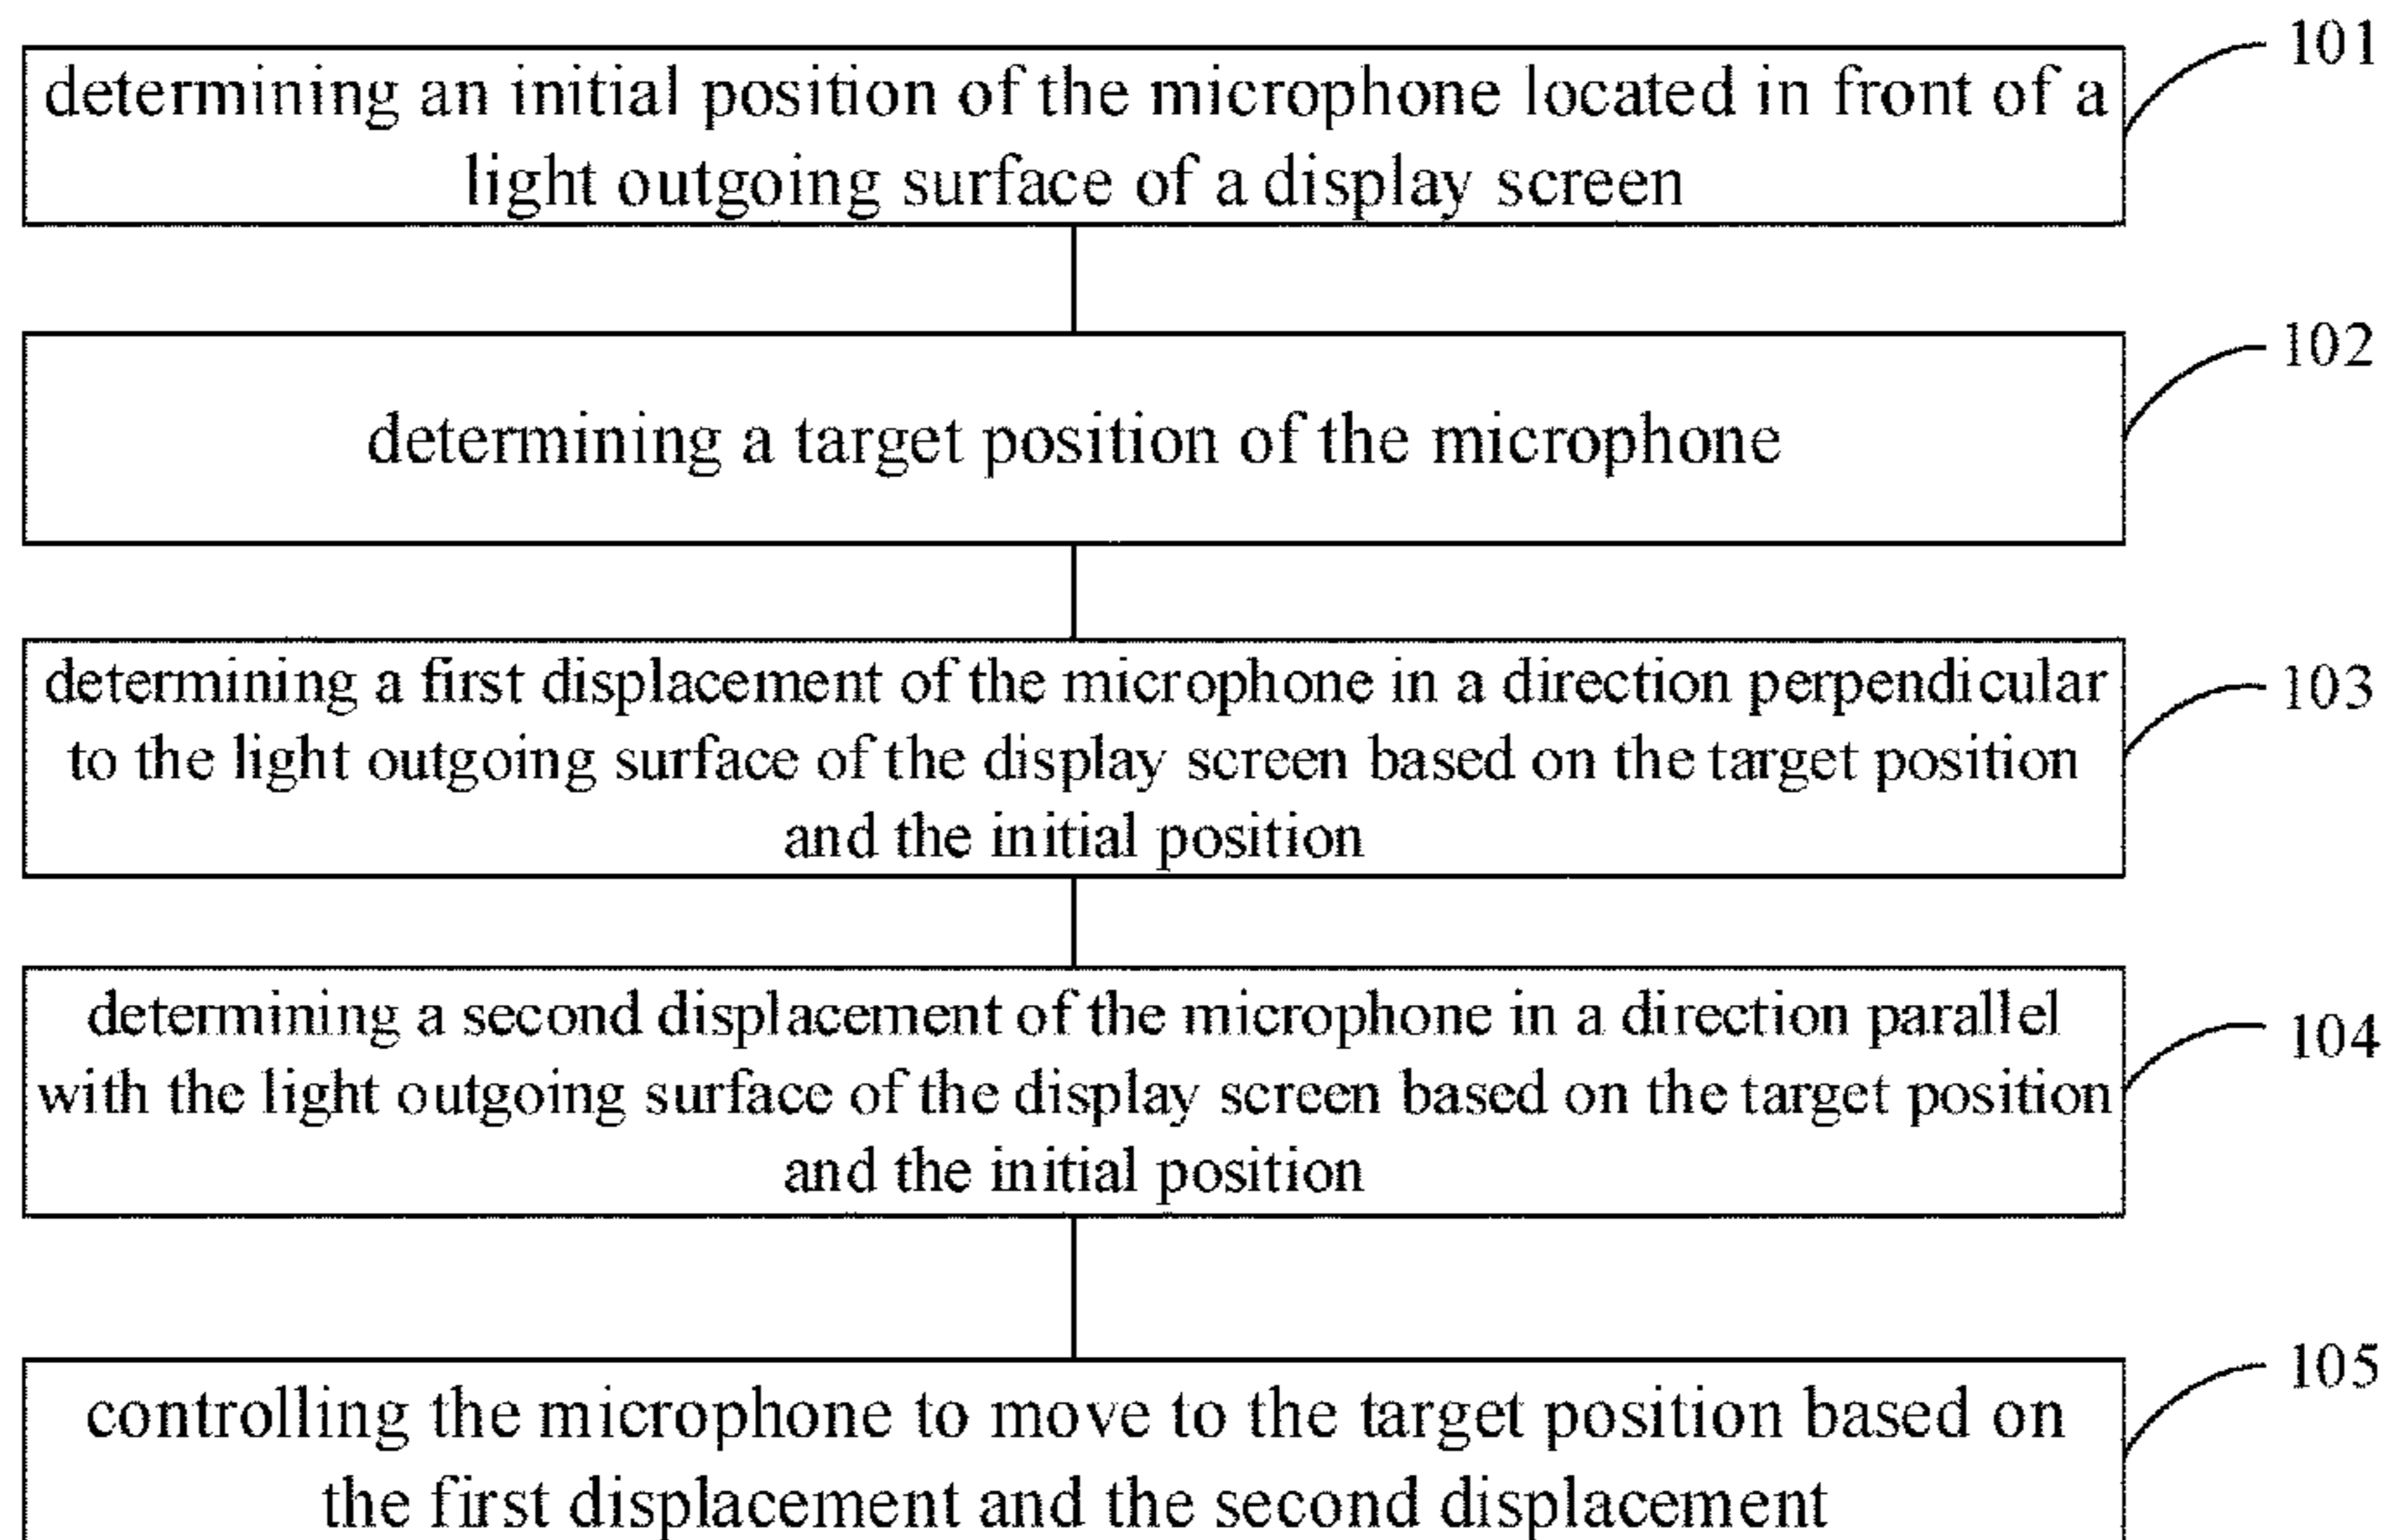 101
determining an initial position of the microphone located in front of a
light outgoing surface of a display screen
102
determining a target position of the microphone
103
determining a first displacement of the microphone in a direction perpendicular
to the light outgoing surface of the display screen based on the target position
and the initial position
104
determining a second displacement of the microphone in a direction parallel
with the light outgoing surface of the display screen based on the target position
and the initial position
105
controlling the microphone to move to the target position based on
the first displacement and the second displacement